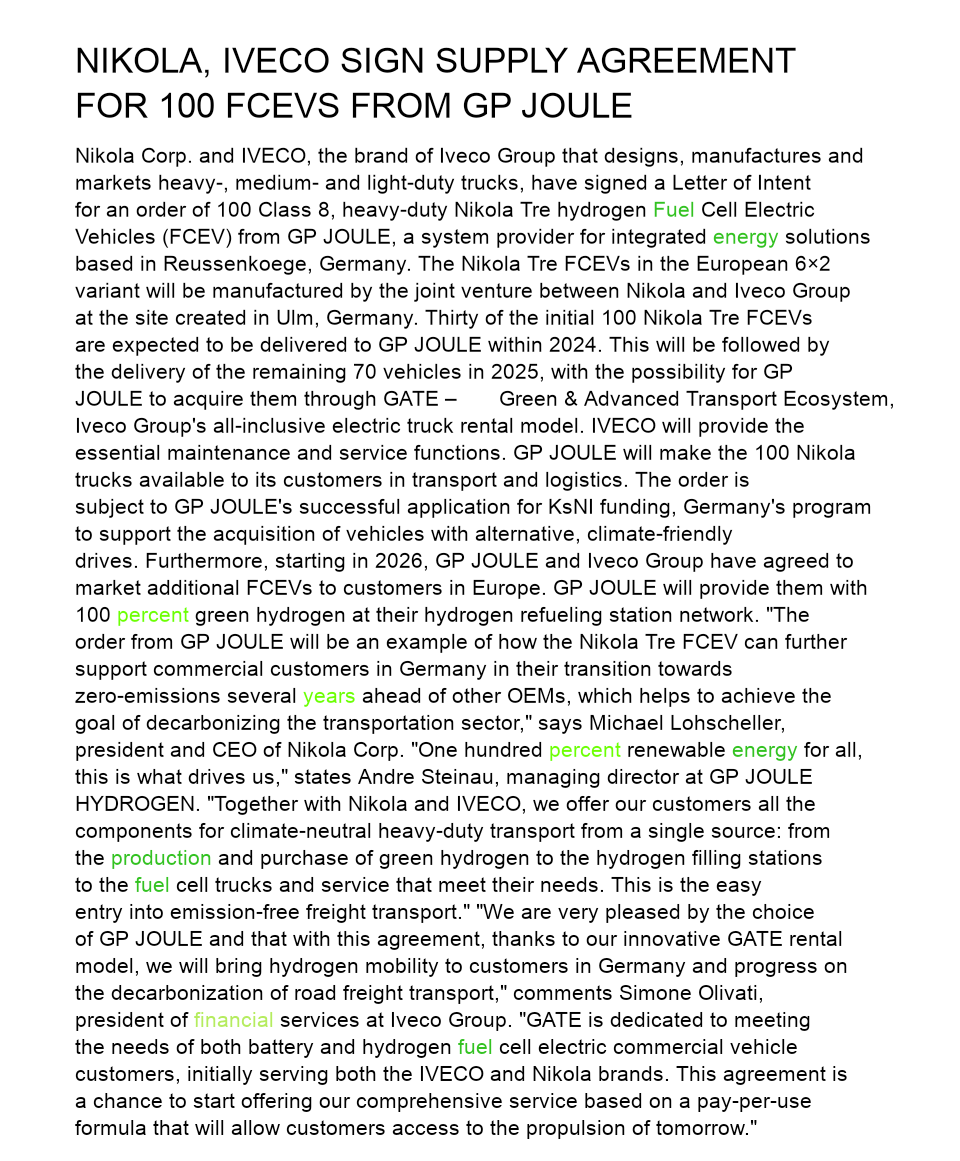 NIKOLA, IVECO SIGN SUPPLY AGREEMENT
FOR 100 FCEVS FROM GP JOULE
Nikola Corp. and IVECO, the brand of Iveco Group that designs, manufactures and
markets heavy-, medium- and light-duty trucks, have signed a Letter of Intent
for an order of 100 Class 8, heavy-duty Nikola Tre hydrogen Fuel Cell Electric
Vehicles (FCEV) from GP JOULE, a system provider for integrated energy solutions
based in Reussenkoege, Germany. The Nikola Tre FCEVs in the European 6×2
variant will be manufactured by the joint venture between Nikola and Iveco Group
at the site created in Ulm, Germany. Thirty of the initial 100 Nikola Tre FCEVs
are expected to be delivered to GP JOULE within 2024. This will be followed by
the delivery of the remaining 70 vehicles in 2025, with the possibility for GP
JOULE to acquire them through GATE – Green & Advanced Transport Ecosystem,
Iveco Group's all-inclusive electric truck rental model. IVECO will provide the
essential maintenance and service functions. GP JOULE will make the 100 Nikola
trucks available to its customers in transport and logistics. The order is
subject to GP JOULE's successful application for KsNI funding, Germany's program
to support the acquisition of vehicles with alternative, climate-friendly
drives. Furthermore, starting in 2026, GP JOULE and Iveco Group have agreed to
market additional FCEVs to customers in Europe. GP JOULE will provide them with
100 percent green hydrogen at their hydrogen refueling station network. "The
order from GP JOULE will be an example of how the Nikola Tre FCEV can further
support commercial customers in Germany in their transition towards
zero-emissions several years ahead of other OEMs, which helps to achieve the
goal of decarbonizing the transportation sector," says Michael Lohscheller,
president and CEO of Nikola Corp. "One hundred percent renewable energy for all,
this is what drives us," states Andre Steinau, managing director at GP JOULE
HYDROGEN. "Together with Nikola and IVECO, we offer our customers all the
components for climate-neutral heavy-duty transport from a single source: from
the production and purchase of green hydrogen to the hydrogen filling stations
to the fuel cell trucks and service that meet their needs. This is the easy
entry into emission-free freight transport." "We are very pleased by the choice
of GP JOULE and that with this agreement, thanks to our innovative GATE rental
model, we will bring hydrogen mobility to customers in Germany and progress on
the decarbonization of road freight transport," comments Simone Olivati,
president of financial services at Iveco Group. "GATE is dedicated to meeting
the needs of both battery and hydrogen fuel cell electric commercial vehicle
customers, initially serving both the IVECO and Nikola brands. This agreement is
a chance to start offering our comprehensive service based on a pay-per-use
formula that will allow customers access to the propulsion of tomorrow."